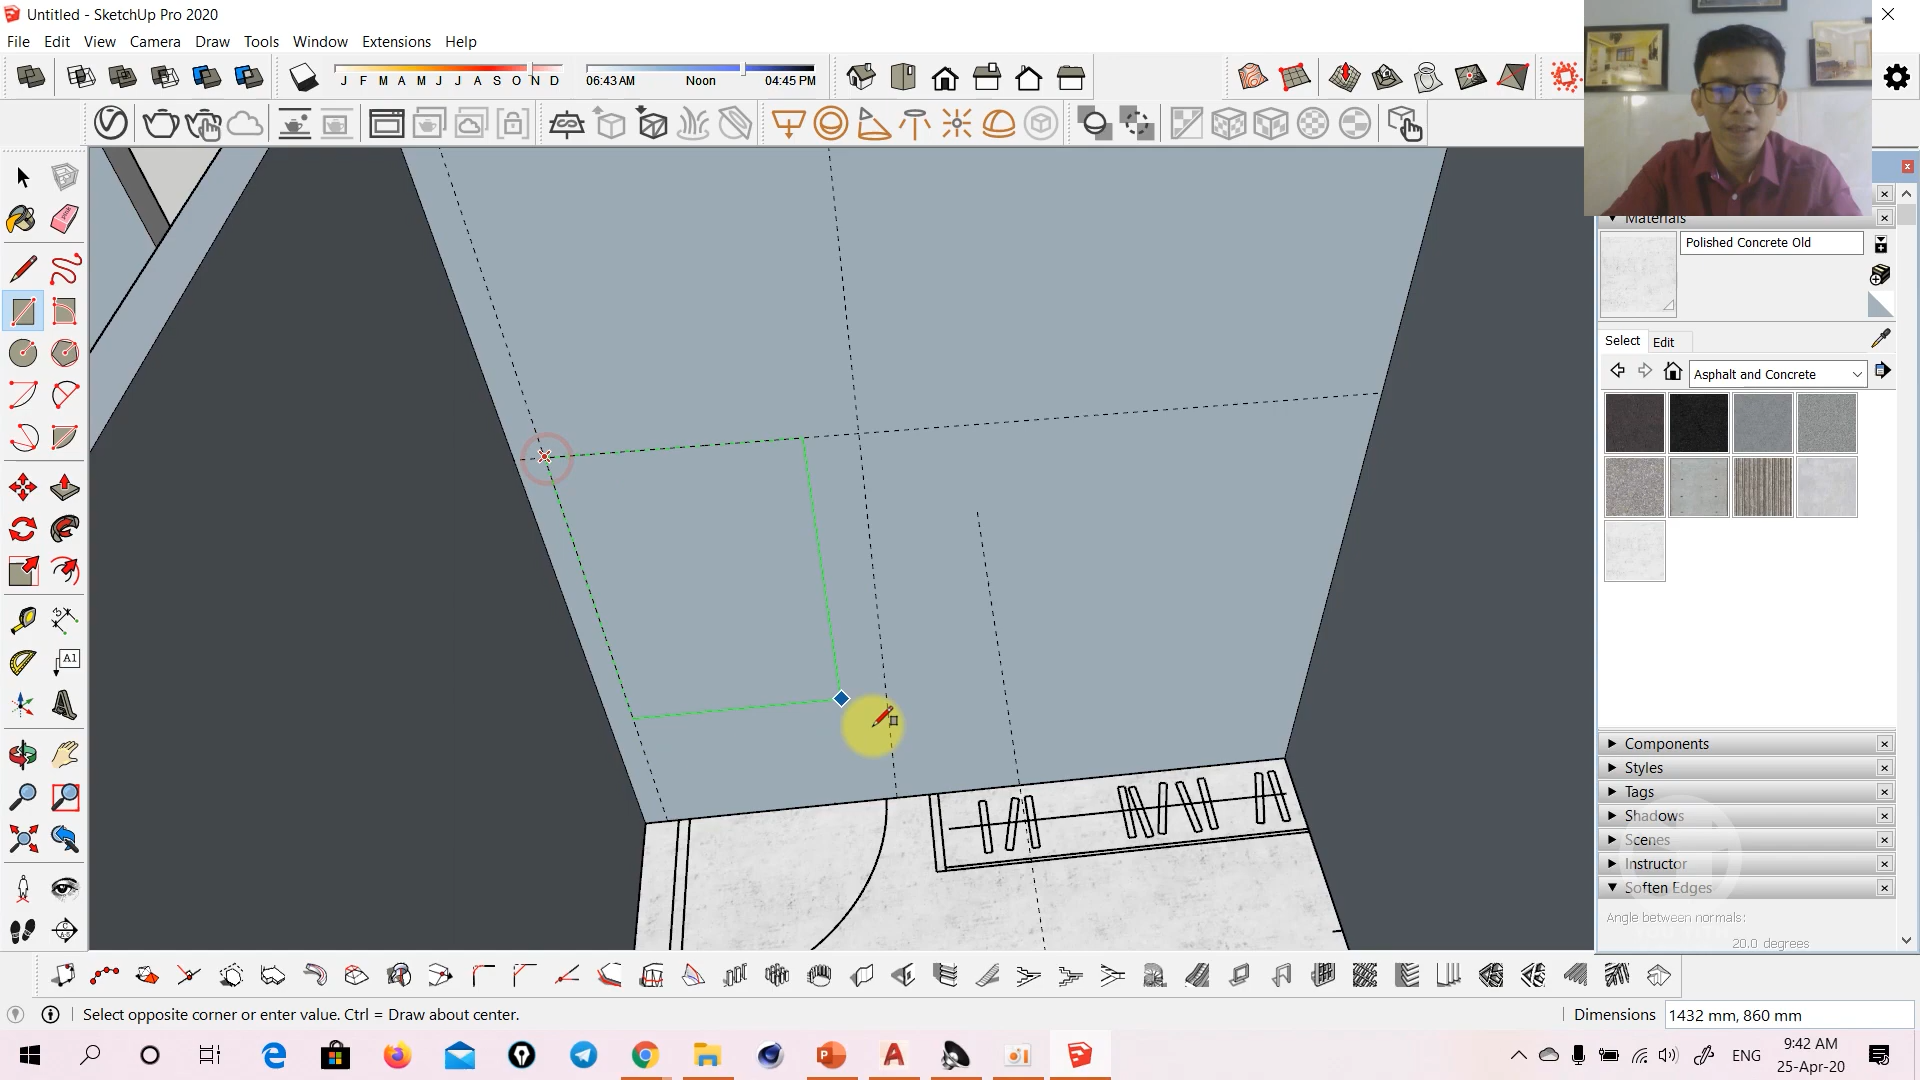 Untitled - SketchUp Pro 2020
File Edit View Camera Draw Tools Window Extensions Help
J F M A M J J A S O N D
06:43 AM Noon 04:45 PM
Materials
Polished Concrete Old
Select Edit
Asphalt and Concrete
A1
Components
Styles
Tags
Shadows
Scenes
Instructor
Soften Edges
Angle between normals:
20.0 degrees
Select opposite corner or enter value. Ctrl = Draw about center.
Dimensions 1432 mm, 860 mm
ENG
9:42 AM
25-Apr-20